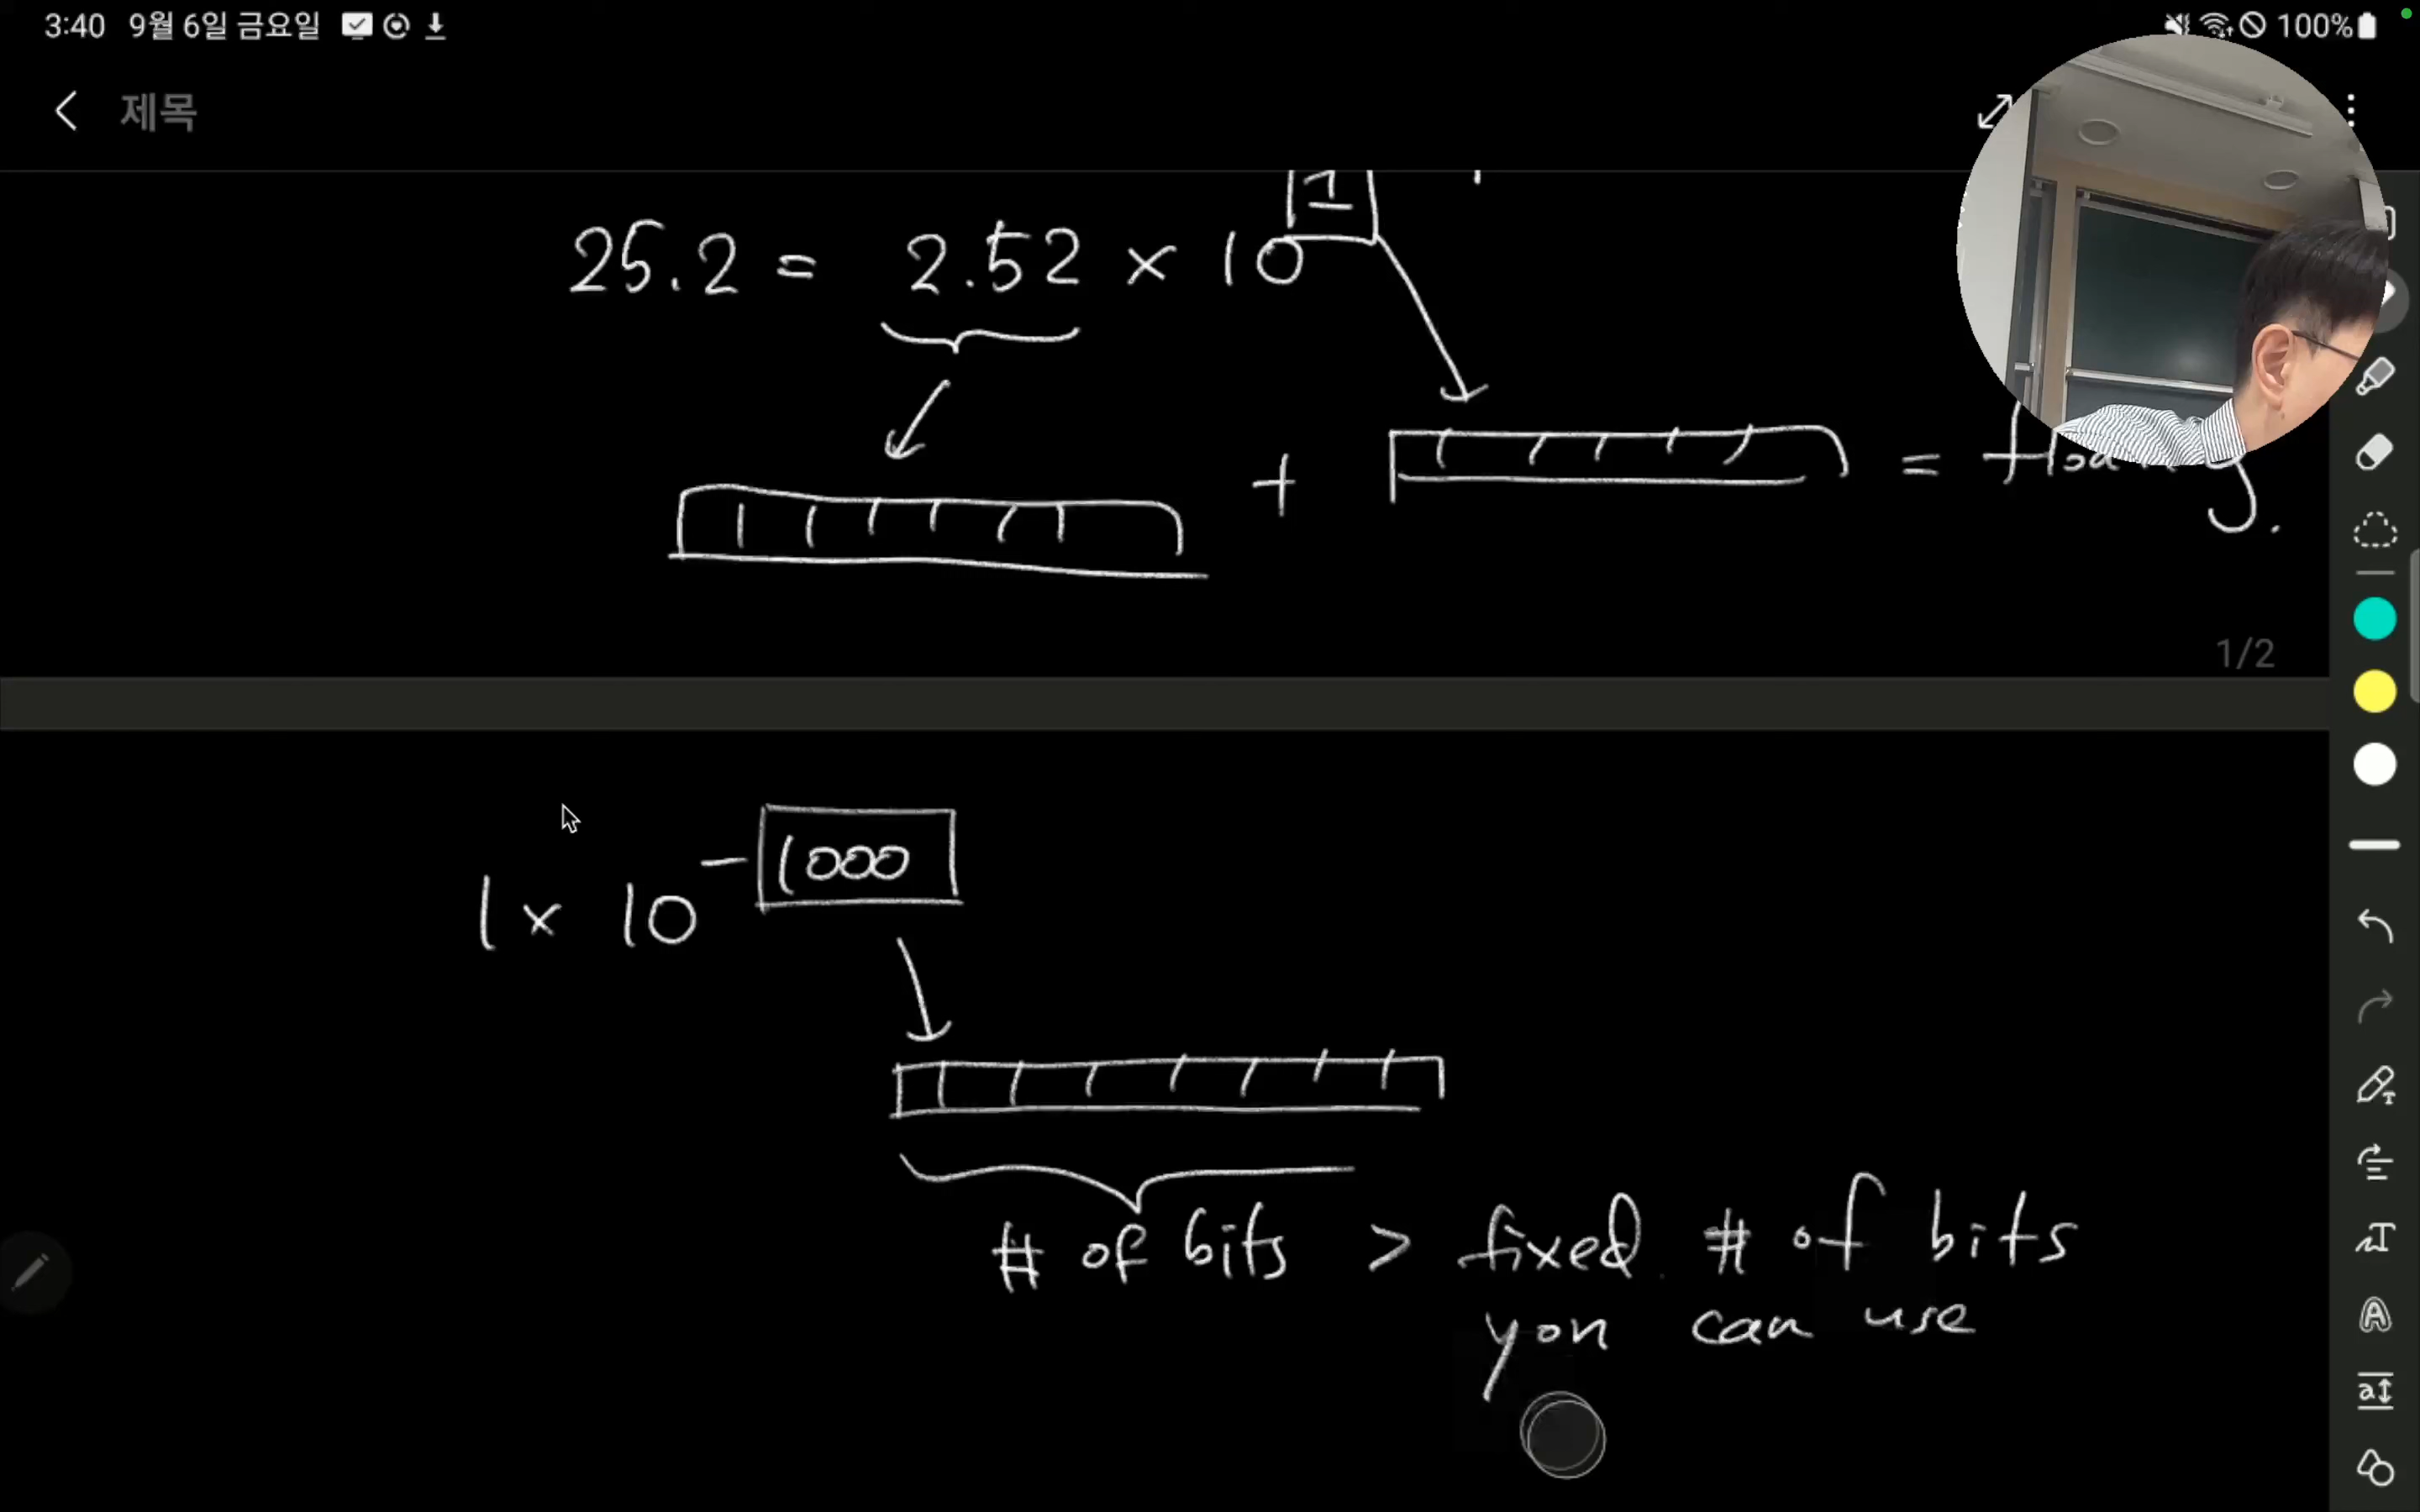 3:40 9월 6일 금요일
100%
제목
1
25.2 = 2.52 × 10
+ =
1/2
1 × 10 - 1000
# of bits > fixed # of bits
you can use